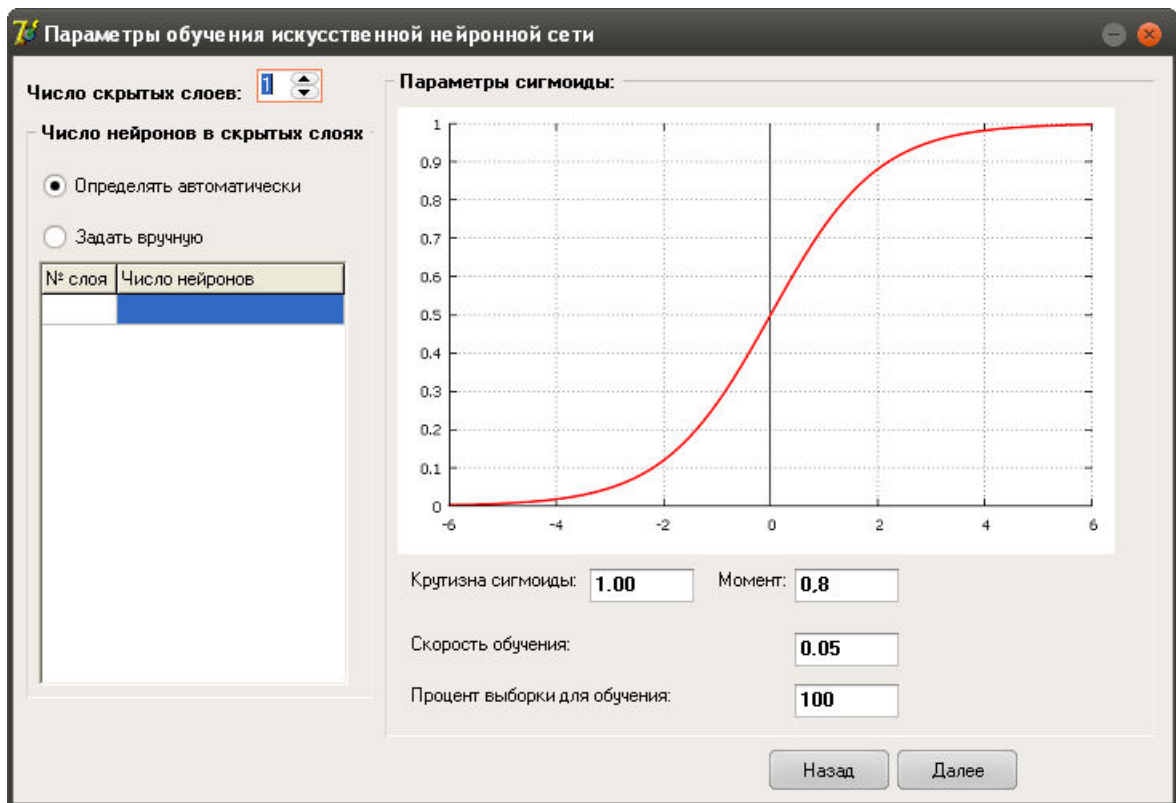 Параметры обучения искусственной нейронной сети
Число скрытых слоев: 1
Число нейронов в скрытых слоях
Определять автоматически
Задать вручную
№ слоя Число нейронов
Параметры сигмоиды:
1
0.9
0.8
0.7
0.6
0.5
0.4
0.3
0.2
0.1
0
-6 -4 -2 0 2 4 6
Крутизна сигмоиды: 1.00 Момент: 0,8
Скорость обучения: 0.05
Процент выборки для обучения: 100
Назад Далее